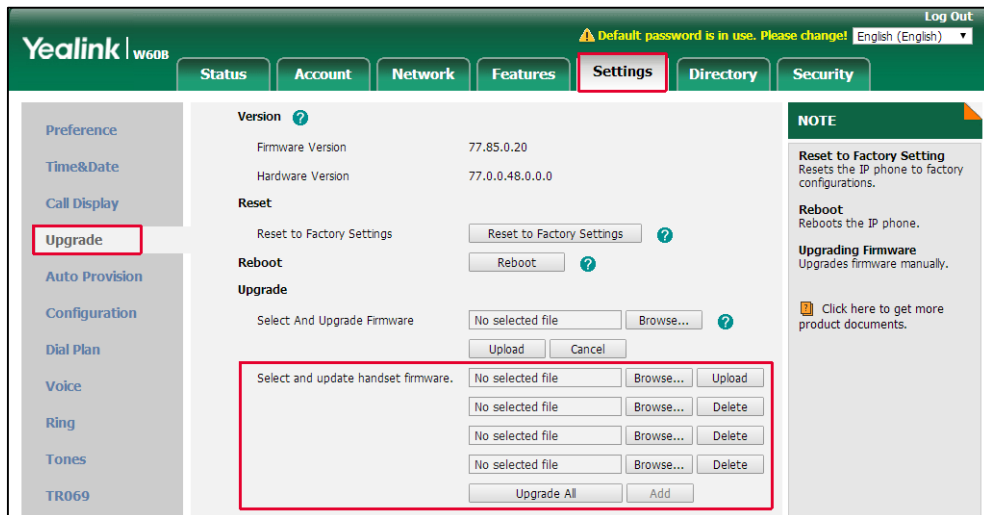 Log Out
Yealink W60B
Default password is in use. Please change! English (English)
Status Account Network Features Settings Directory Security
Preference
Time&Date
Call Display
Upgrade
Auto Provision
Configuration
Dial Plan
Voice
Ring
Tones
TR069
Version ?
Firmware Version 77.85.0.20
Hardware Version 77.0.0.48.0.0.0
Reset
Reset to Factory Settings Reset to Factory Settings ?
Reboot Reboot ?
Upgrade
Select And Upgrade Firmware No selected file Browse... ?
Upload Cancel
Select and update handset firmware. No selected file Browse... Upload
No selected file Browse... Delete
No selected file Browse... Delete
No selected file Browse... Delete
Upgrade All Add
NOTE
Reset to Factory Setting
Resets the IP phone to factory
configurations.
Reboot
Reboots the IP phone.
Upgrading Firmware
Upgrades firmware manually.
? Click here to get more
product documents.